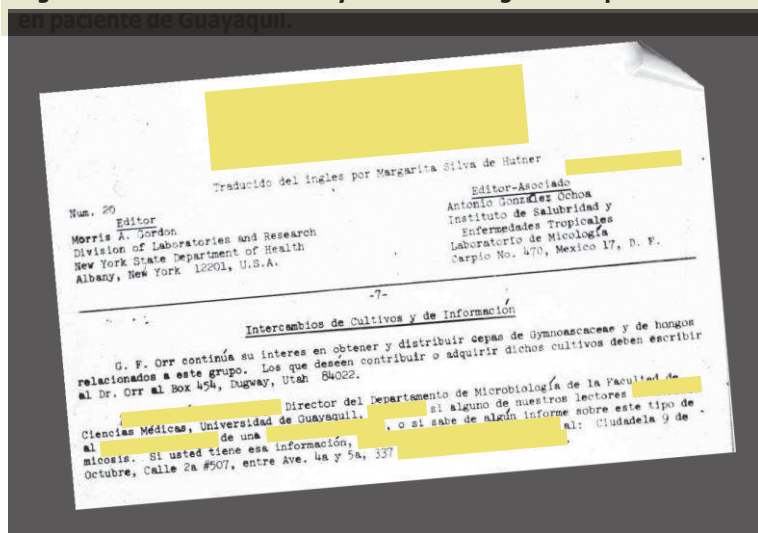 en paciente de Guayaquil.
Traducido del ingles por Margarita Silva de Hutner
Num. 20
Editor
Morris A. Gordon
Division of Laboratories and Research
New York State Department of Health
Albany, New York 12201, U.S.A.
Editor-Asociado
Antonio González Ochoa
Instituto de Salubridad y
Enfermedades Tropicales
Laboratorio de Micología
Carpio No. 470, Mexico 17, D. F.
-7-
Intercambios de Cultivos y de Información
G. F. Orr continúa su interes en obtener y distribuir cepas de Gymnoascaceae y de hongos
relacionados a este grupo. Los que deseén contribuir o adquirir dichos cultivos deben escribir
al Dr. Orr al Box 454, Dugway, Utah 84022.
Director del Departamento de Microbiología de la Facultad de
Ciencias Médicas, Universidad de Guayaquil, si alguno de nuestros lectores
al de una , o si sabe de algún informe sobre este tipo de
micosis. Si usted tiene esa información, al: Ciudadela 9 de
Octubre, Calle 2a #507, entre Ave. 4a y 5a, 337